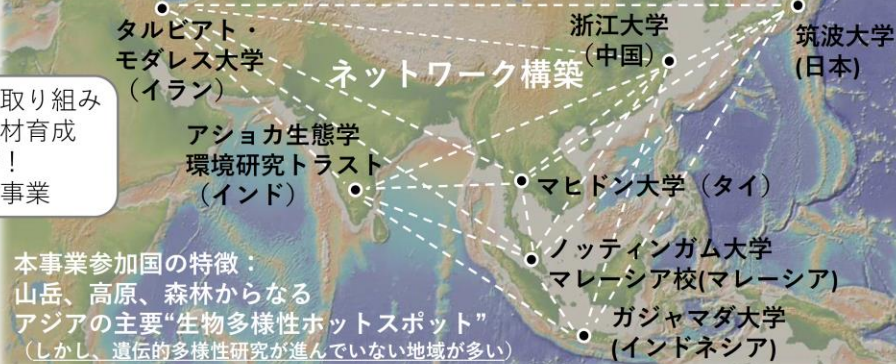 タルビアト・
モダレス大学
（イラン）
浙江大学
（中国）
筑波大学
(日本)
ネットワーク構築
取り組み
材育成
！
事業
アショカ生態学
環境研究トラスト
（インド）
マヒドン大学（タイ）
ノッティンガム大学
マレーシア校(マレーシア)
ガジャマダ大学
(インドネシア)
本事業参加国の特徴：
山岳、高原、森林からなる
アジアの主要“生物多様性ホットスポット”
（しかし、遺伝的多様性研究が進んでいない地域が多い）